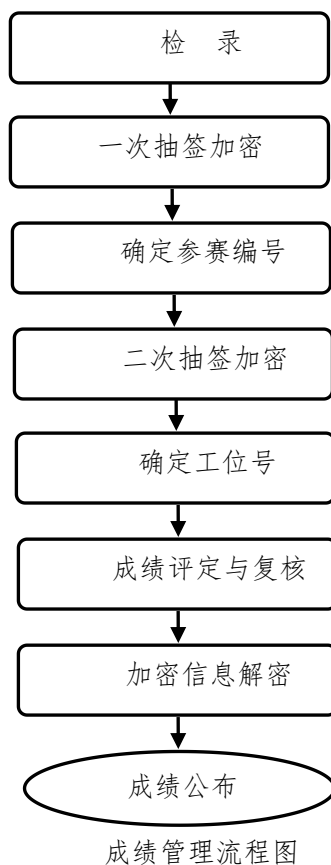 检 录
一次抽签加密
确定参赛编号
二次抽签加密
确定工位号
成绩评定与复核
加密信息解密
成绩公布
成绩管理流程图